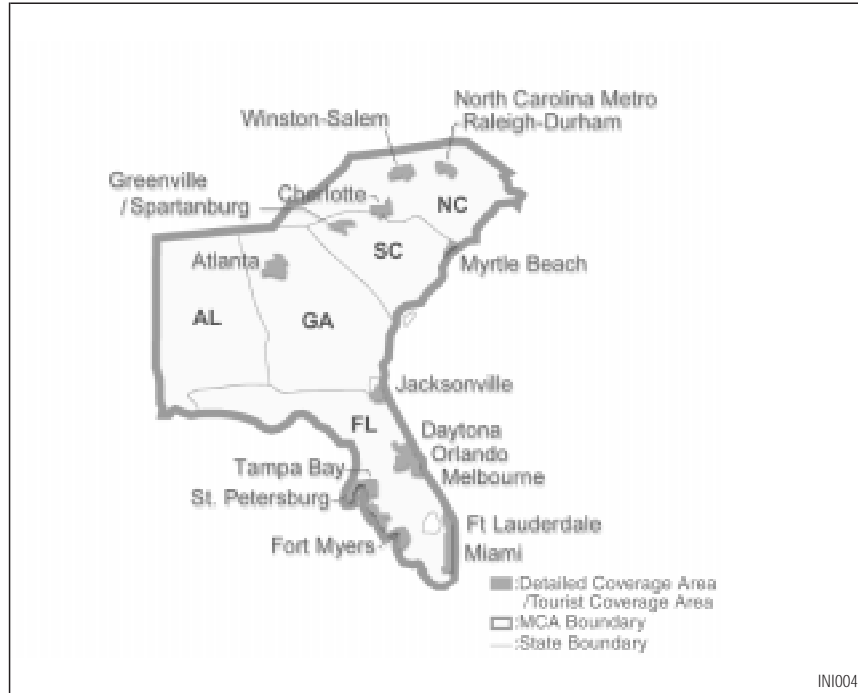 North Carolina Metro
Winston-Salem
Raleigh-Durham
Greenville
/Spartanburg
Charlotte
NC
SC
Myrtle Beach
Atlanta
AL
GA
Jacksonville
FL
Daytona
Orlando
Melbourne
Tampa Bay
St. Petersburg
Ft Lauderdale
Fort Myers
Miami
:Detailed Coverage Area
/Tourist Coverage Area
:MCA Boundary
:State Boundary
INI004